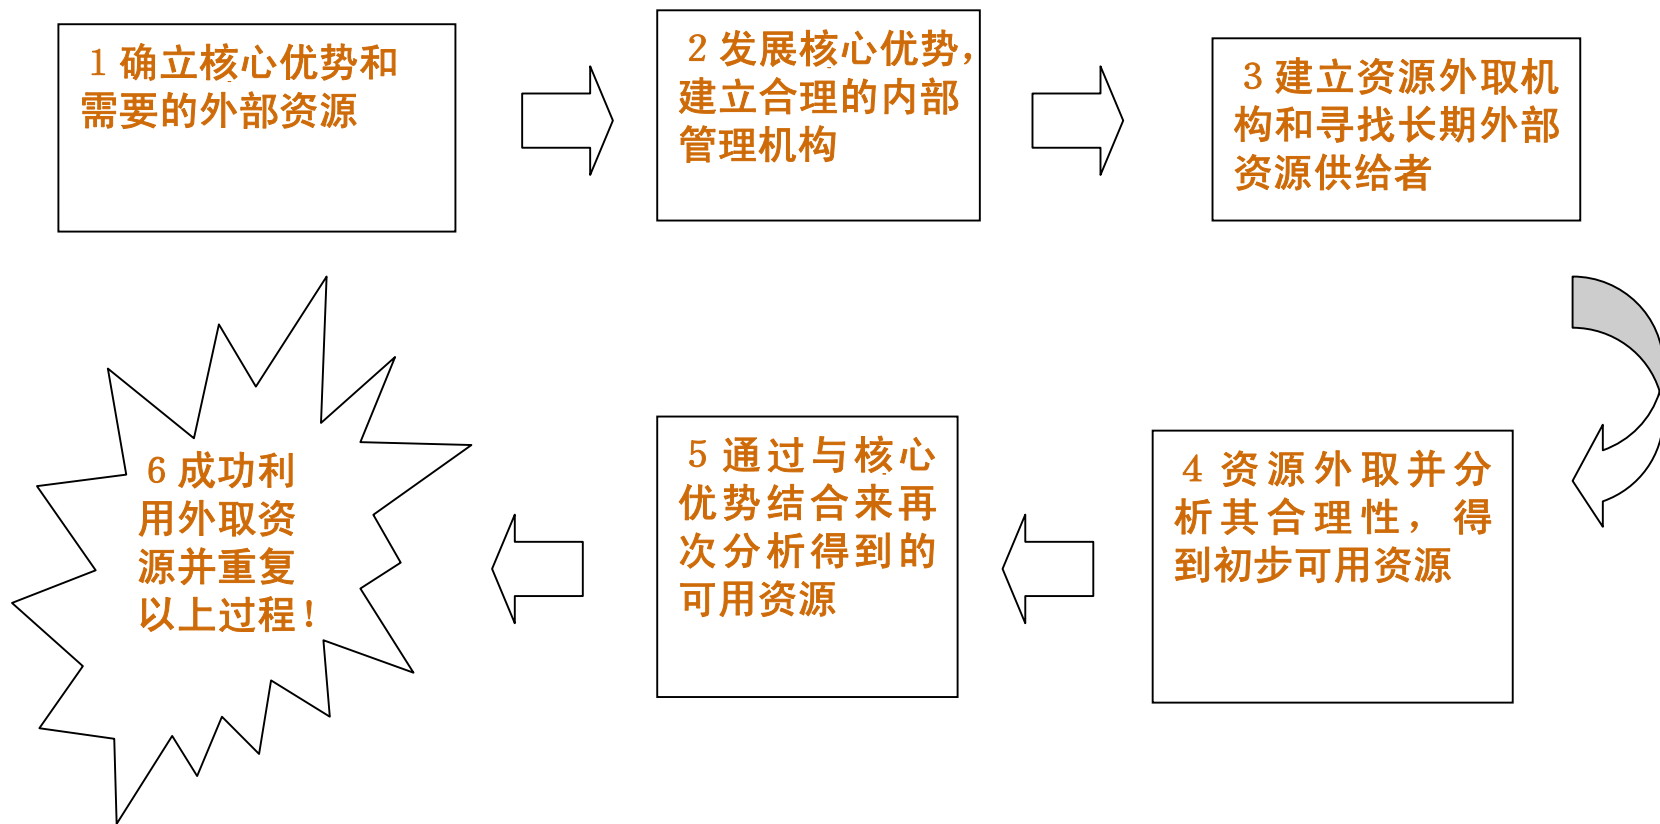 1 确立核心优势和
需要的外部资源
2 发展核心优势，
建立合理的内部
管理机构
3 建立资源外取机
构和寻找长期外部
资源供给者
4 资源外取并分
析其合理性，得
到初步可用资源
5 通过与核心
优势结合来再
次分析得到的
可用资源
6 成功利
用外取资
源并重复
以上过程！